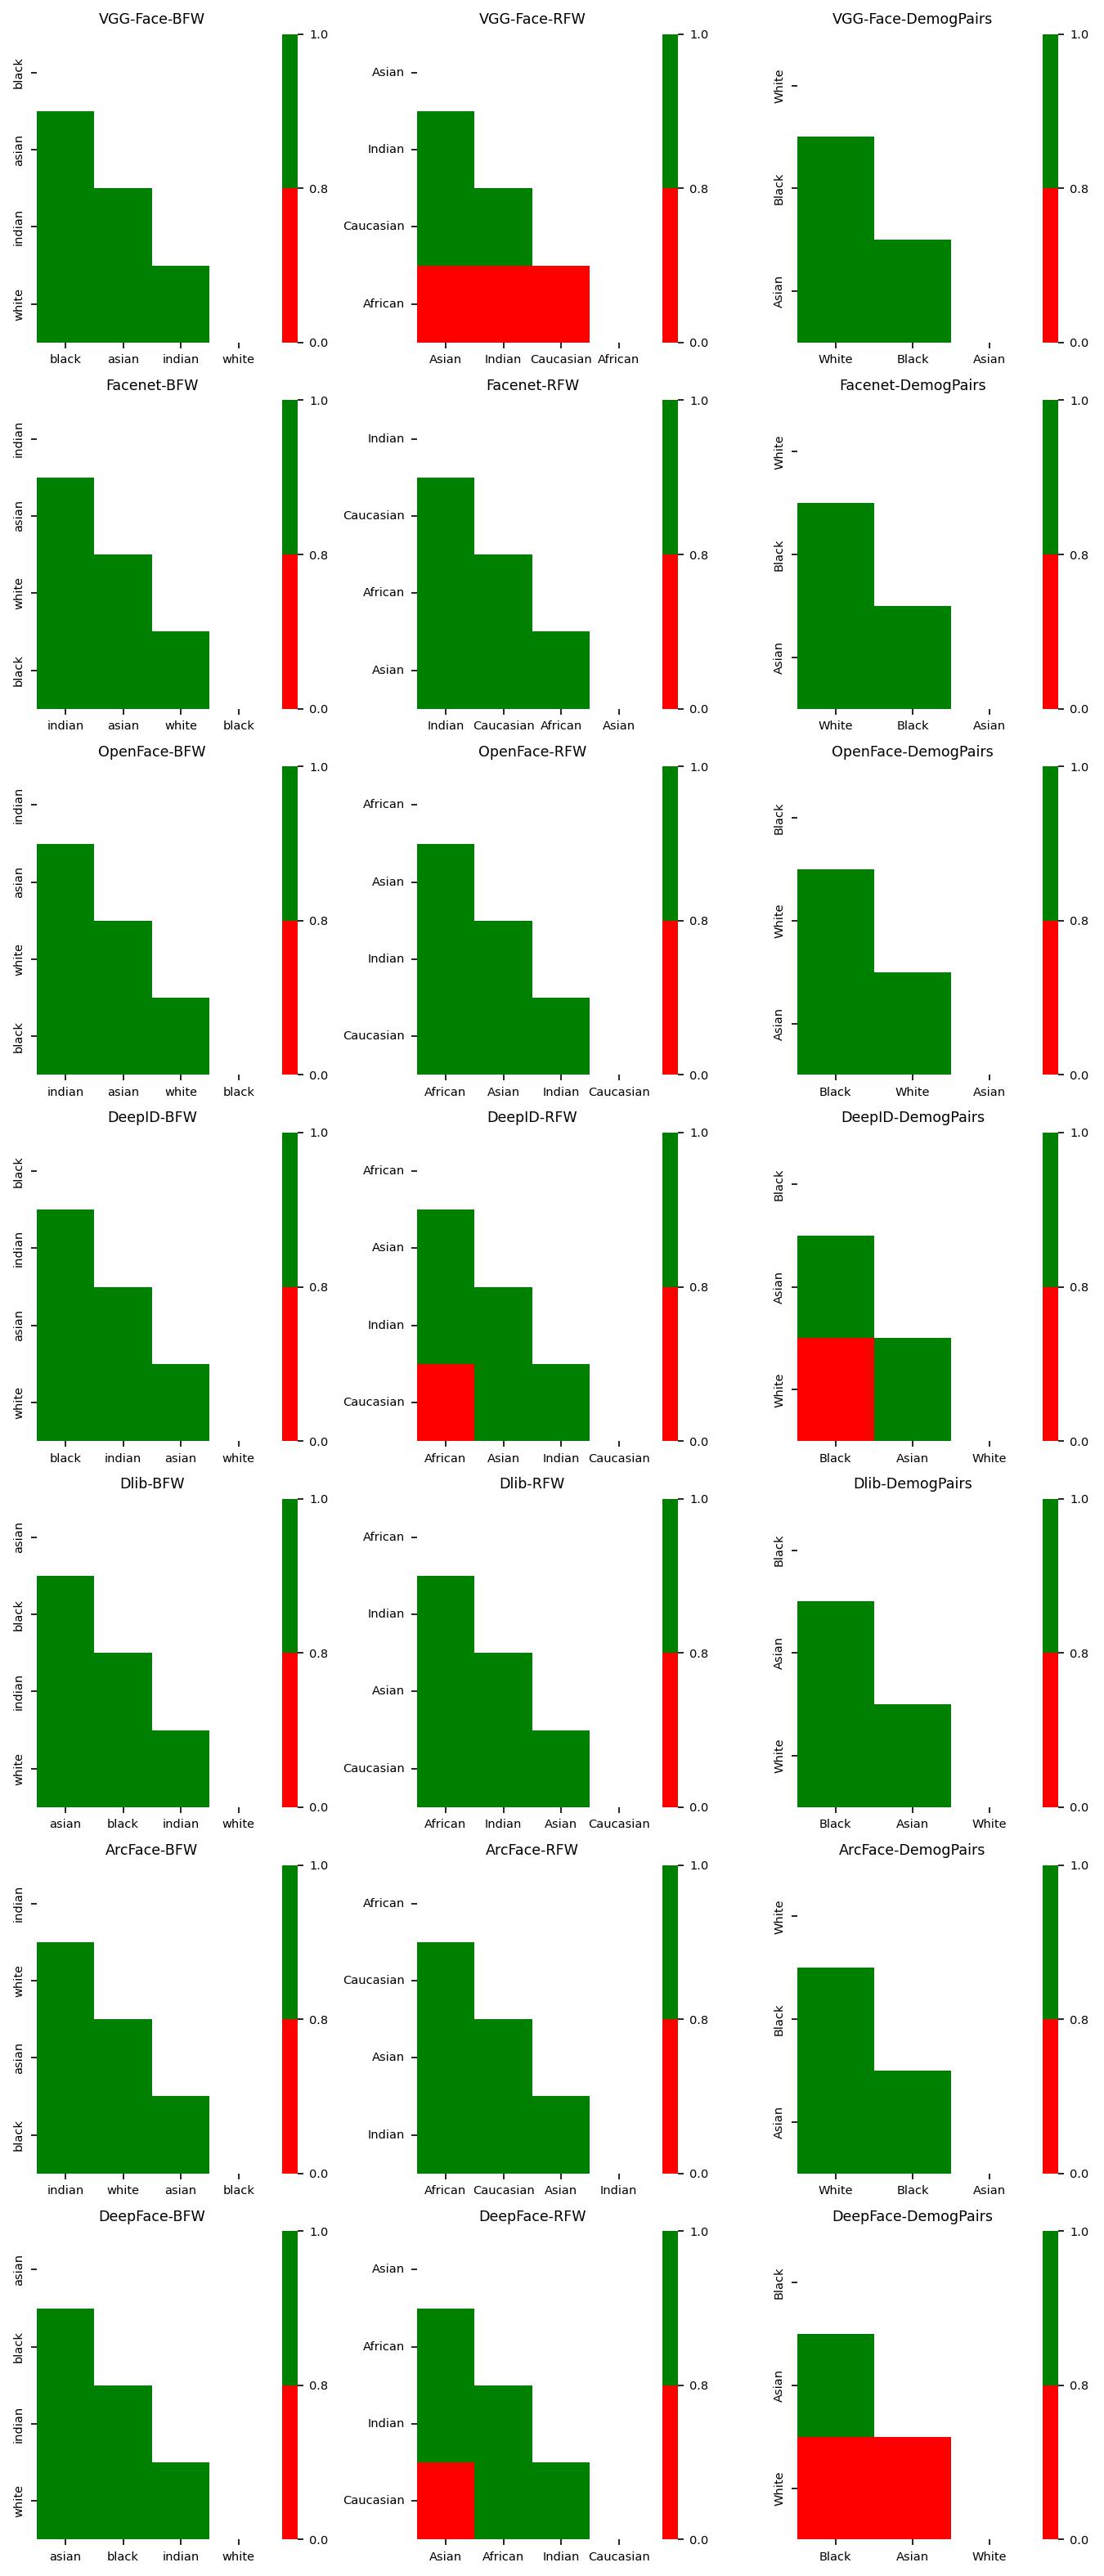 VGG-Face-BFW
black
asian
indian
white
black asian indian white
1.0
0.8
0.0
VGG-Face-RFW
Asian
Indian
Caucasian
African
Asian Indian Caucasian African
1.0
0.8
0.0
VGG-Face-DemogPairs
White
Black
Asian
White Black Asian
1.0
0.8
0.0
Facenet-BFW
indian
asian
white
black
indian asian white black
1.0
0.8
0.0
Facenet-RFW
Indian
Caucasian
African
Asian
Indian Caucasian African Asian
1.0
0.8
0.0
Facenet-DemogPairs
White
Black
Asian
White Black Asian
1.0
0.8
0.0
OpenFace-BFW
indian
asian
white
black
indian asian white black
1.0
0.8
0.0
OpenFace-RFW
African
Asian
Indian
Caucasian
African Asian Indian Caucasian
1.0
0.8
0.0
OpenFace-DemogPairs
Black
White
Asian
Black White Asian
1.0
0.8
0.0
DeepID-BFW
black
indian
asian
white
black indian asian white
1.0
0.8
0.0
DeepID-RFW
African
Asian
Indian
Caucasian
African Asian Indian Caucasian
1.0
0.8
0.0
DeepID-DemogPairs
Black
Asian
White
Black Asian White
1.0
0.8
0.0
Dlib-BFW
asian
black
indian
white
asian black indian white
1.0
0.8
0.0
Dlib-RFW
African
Indian
Asian
Caucasian
African Indian Asian Caucasian
1.0
0.8
0.0
Dlib-DemogPairs
Black
Asian
White
Black Asian White
1.0
0.8
0.0
ArcFace-BFW
indian
white
asian
black
indian white asian black
1.0
0.8
0.0
ArcFace-RFW
African
Caucasian
Asian
Indian
African Caucasian Asian Indian
1.0
0.8
0.0
ArcFace-DemogPairs
White
Black
Asian
White Black Asian
1.0
0.8
0.0
DeepFace-BFW
asian
black
indian
white
asian black indian white
1.0
0.8
0.0
DeepFace-RFW
Asian
African
Indian
Caucasian
Asian African Indian Caucasian
1.0
0.8
0.0
DeepFace-DemogPairs
Black
Asian
White
Black Asian White
1.0
0.8
0.0